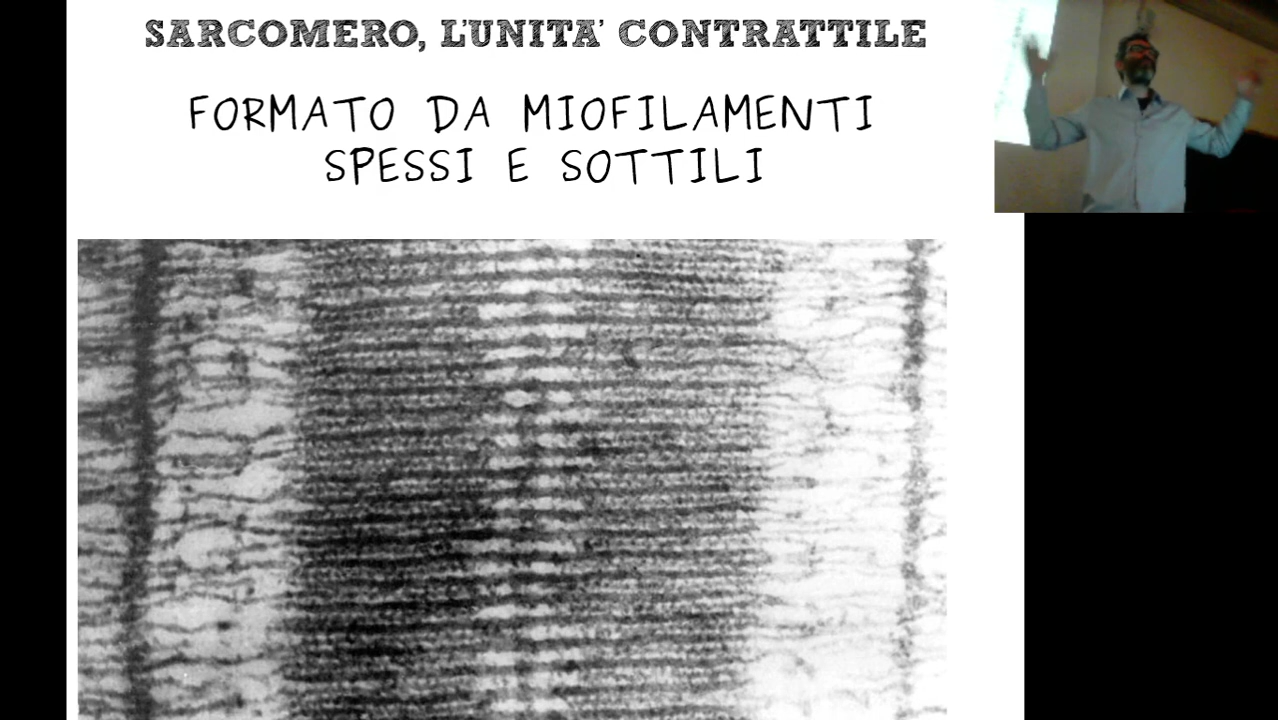 SARCOMERO, L'UNITA' CONTRATTILE
FORMATO DA MIOFILAMENTI
SPESSI E SOTTILI